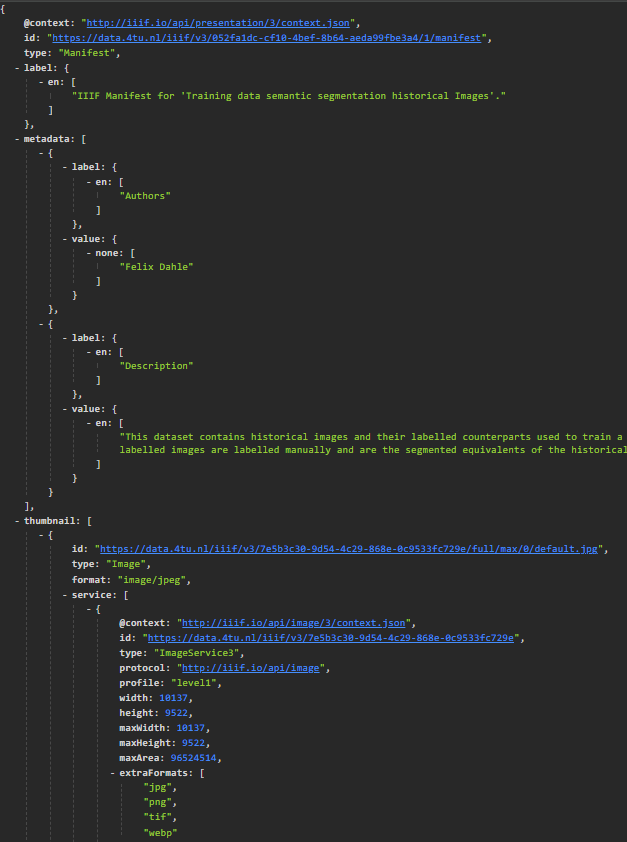 {
@context: "http://iiif.io/api/presentation/3/context.json",
id: "https://data.4tu.nl/iiif/v3/052fa1dc-cf10-4bef-8b64-aeda99fbe3a4/1/manifest",
type: "Manifest",
- label: {
- en: [
"IIIF Manifest for 'Training data semantic segmentation historical Images'."
]
},
- metadata: [
- {
- label: {
- en: [
"Authors"
]
},
- value: {
- none: [
"Felix Dahle"
]
}
},
- {
- label: {
- en: [
"Description"
]
},
- value: {
- en: [
"This dataset contains historical images and their labelled counterparts used to train a
labelled images are labelled manually and are the segmented equivalents of the historical
]
}
}
],
- thumbnail: [
- {
id: "https://data.4tu.nl/iiif/v3/7e5b3c30-9d54-4c29-868e-0c9533fc729e/full/max/0/default.jpg",
type: "Image",
format: "image/jpeg",
- service: [
- {
@context: "http://iiif.io/api/image/3/context.json",
id: "https://data.4tu.nl/iiif/v3/7e5b3c30-9d54-4c29-868e-0c9533fc729e",
type: "ImageService3",
protocol: "http://iiif.io/api/image",
profile: "level1",
width: 10137,
height: 9522,
maxWidth: 10137,
maxHeight: 9522,
maxArea: 96524514,
- extraFormats: [
"jpg",
"png",
"tif",
"webp"